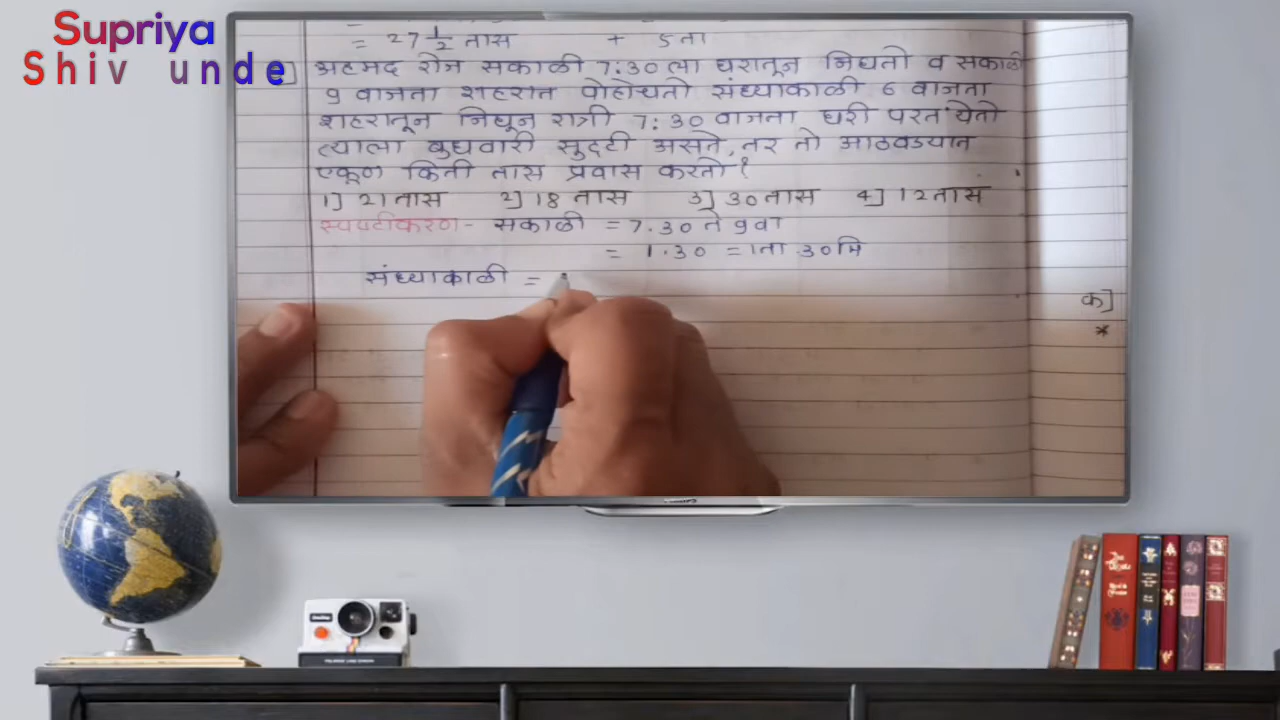 Supriya
Shiv unde
= 27 1/2 तास + 5 ता
अहमद रोज सकाळी 7:30 ला घरातून निघतो व सकाळी
9 वाजता शहरात पोहोचतो संध्याकाळी 6 वाजता
शहरातून निघून रात्री 7:30 वाजता घरी परत येतो
त्याला बुधवारी सुट्टी असते, तर तो आठवड्यात
एकूण किती तास प्रवास करतो?
1] 21 तास 2] 18 तास 3] 30 तास 4] 12 तास
स्पष्टीकरण - सकाळी = 7.30 ते 9 वा
= 1.30 = 1 ता 30 मि
संध्याकाळी =
क]
*